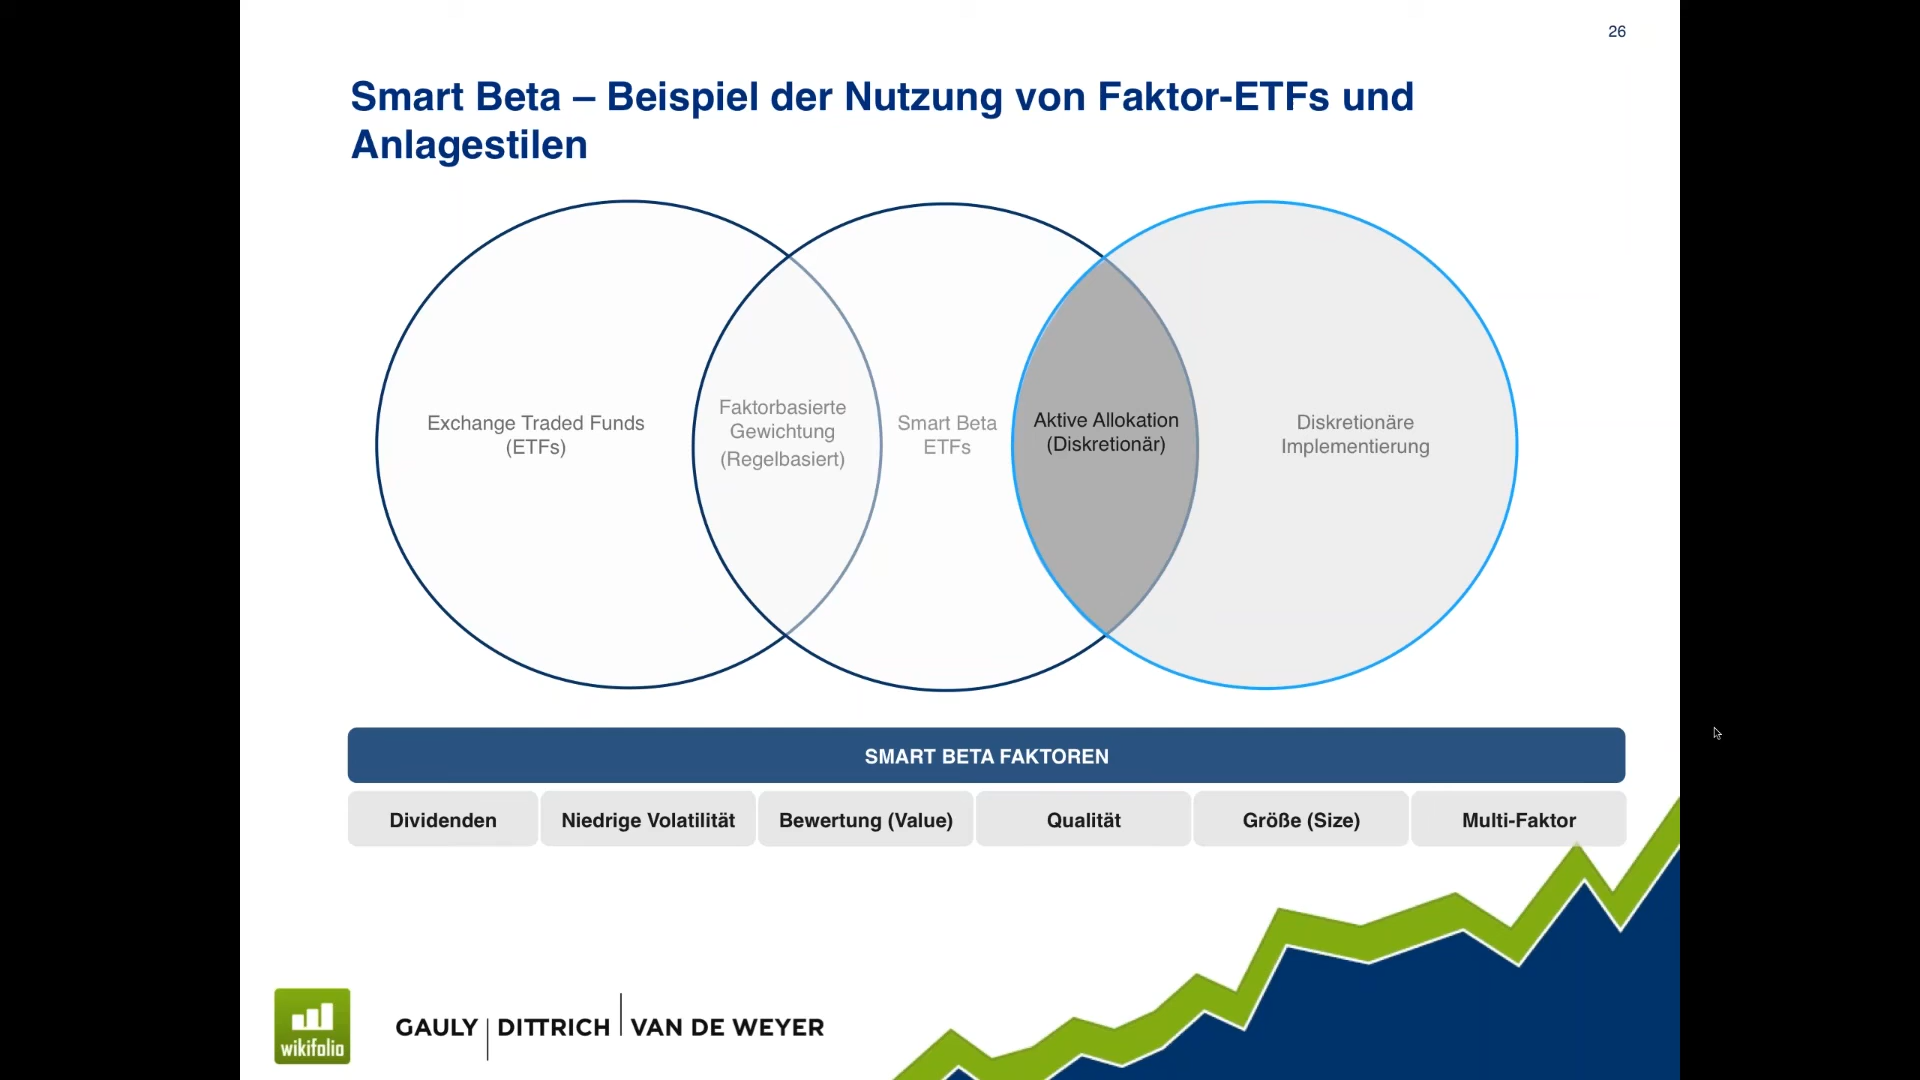 26
Smart Beta – Beispiel der Nutzung von Faktor-ETFs und
Anlagestilen
Exchange Traded Funds
(ETFs)
Faktorbasierte
Gewichtung
(Regelbasiert)
Smart Beta
ETFs
Aktive Allokation
(Diskretionär)
Diskretionäre
Implementierung
SMART BETA FAKTOREN
Dividenden
Niedrige Volatilität
Bewertung (Value)
Qualität
Größe (Size)
Multi-Faktor
wikifolio
GAULY DITTRICH VAN DE WEYER